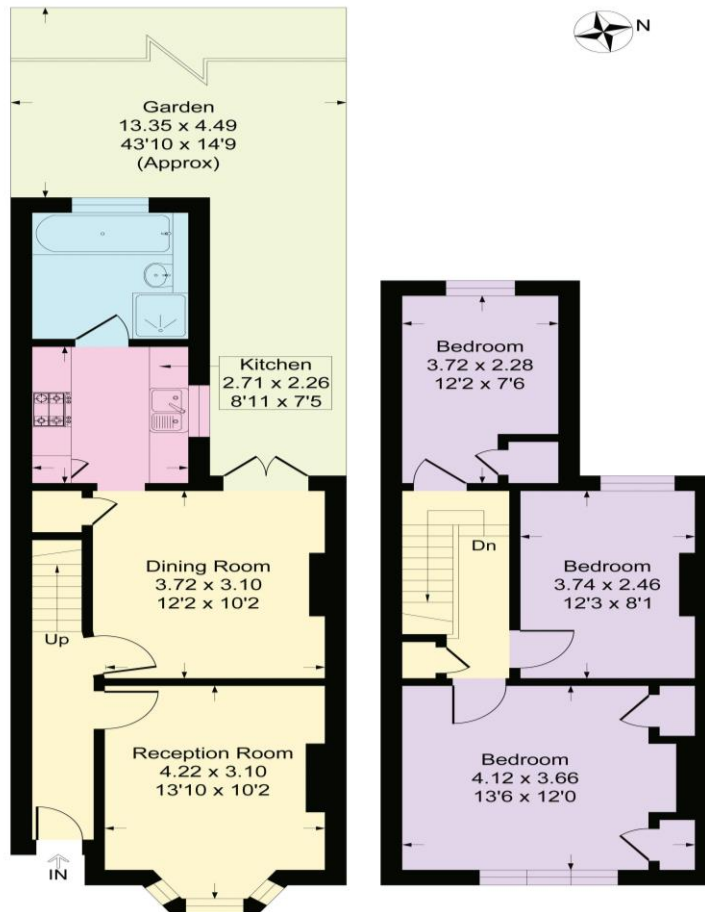 N
Garden
13.35 x 4.49
43'10 x 14'9
(Approx)
Kitchen
2.71 x 2.26
8'11 x 7'5
Dining Room
3.72 x 3.10
12'2 x 10'2
Up
Reception Room
4.22 x 3.10
13'10 x 10'2
IN
Bedroom
3.72 x 2.28
12'2 x 7'6
Dn
Bedroom
3.74 x 2.46
12'3 x 8'1
Bedroom
4.12 x 3.66
13'6 x 12'0